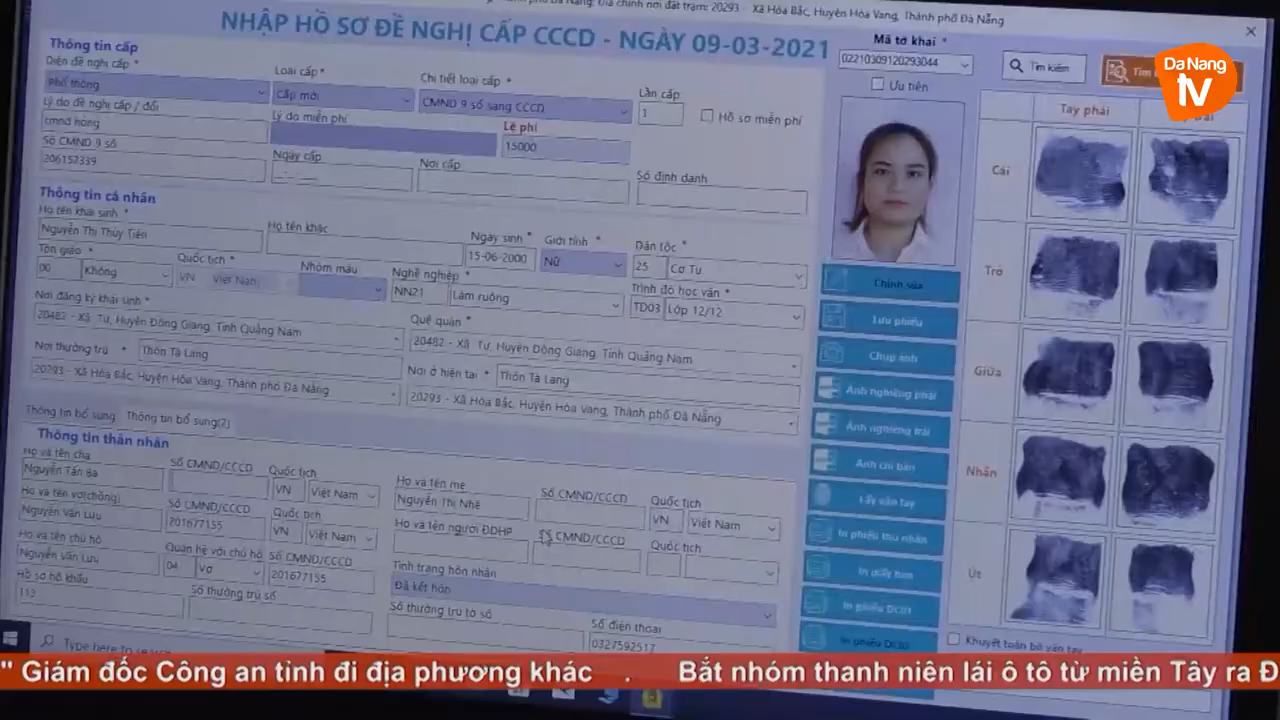 Xã Hòa Bắc, Huyện Hòa Vang, Thành phố Đà Nẵng
NHẬP HỒ SƠ ĐỀ NGHỊ CẤP CCCD - NGÀY 09-03-2021
Da Nang
TV
Thông tin cấp
Diện đề nghị cấp *
Loại cấp *
Chi tiết loại cấp *
Lần cấp
Mã tờ khai *
Phổ thông
Cấp mới
CMND 9 số sang CCCD
1
Hồ sơ miễn phí
02210309120293044
Tìm kiếm
Tìm
Ưu tiên
Lý do đề nghị cấp / đổi
Lý do miễn phí
Lệ phí
cmnd hỏng
15000
Số CMND 9 số
Ngày cấp
Nơi cấp
Số định danh
206157339
Thông tin cá nhân
Họ tên khai sinh *
Họ tên khác
Ngày sinh *
Giới tính *
Dân tộc *
Nguyễn Thị Thùy Tiên
15-06-2000
Nữ
25
Cơ Tu
Tôn giáo *
Quốc tịch *
Nhóm máu
Nghề nghiệp *
Trình độ học vấn *
00
Không
VN
Việt Nam
NN21
Làm ruộng
TD03
Lớp 12/12
Nơi đăng ký khai sinh *
Quê quán *
20482 - Xã Tư, Huyện Đông Giang, Tỉnh Quảng Nam
20482 - Xã Tư, Huyện Đông Giang, Tỉnh Quảng Nam
Nơi thường trú *
Thôn Tà Lang
Nơi ở hiện tại *
Thôn Tà Lang
20293 - Xã Hòa Bắc, Huyện Hòa Vang, Thành phố Đà Nẵng
20293 - Xã Hòa Bắc, Huyện Hòa Vang, Thành phố Đà Nẵng
Thông tin bổ sung
Thông tin bổ sung(2)
Thông tin thân nhân
Họ và tên cha
Số CMND/CCCD
Quốc tịch
Họ và tên mẹ
Số CMND/CCCD
Quốc tịch
Nguyễn Tấn Ba
VN
Việt Nam
Nguyễn Thị Nhê
VN
Việt Nam
Họ và tên vợ(chồng)
Số CMND/CCCD
Quốc tịch
Họ và tên người ĐDHP
CMND/CCCD
Quốc tịch
Nguyễn Văn Lưu
201677155
VN
Việt Nam
Họ và tên chủ hộ
Quan hệ với chủ hộ
Số CMND/CCCD
Tình trạng hôn nhân
Nguyễn Văn Lưu
04
Vợ
201677155
Đã kết hôn
Hồ sơ hộ khẩu
Số thường trú số
Số thường trú tờ số
Số điện thoại
113
0327592517
Chỉnh sửa
Lưu phiếu
Chụp ảnh
Ảnh nghiêng phải
Ảnh nghiêng trái
Ảnh chi bán
Lấy vân tay
In phiếu thu nhận
In giấy hẹn
In phiếu DC01
In phiếu DC02
Tay phải
Cái
Trỏ
Giữa
Nhẫn
Út
Khuyết toàn bộ vân tay
Type here to search
" Giám đốc Công an tỉnh đi địa phương khác . Bắt nhóm thanh niên lái ô tô từ miền Tây ra Đ